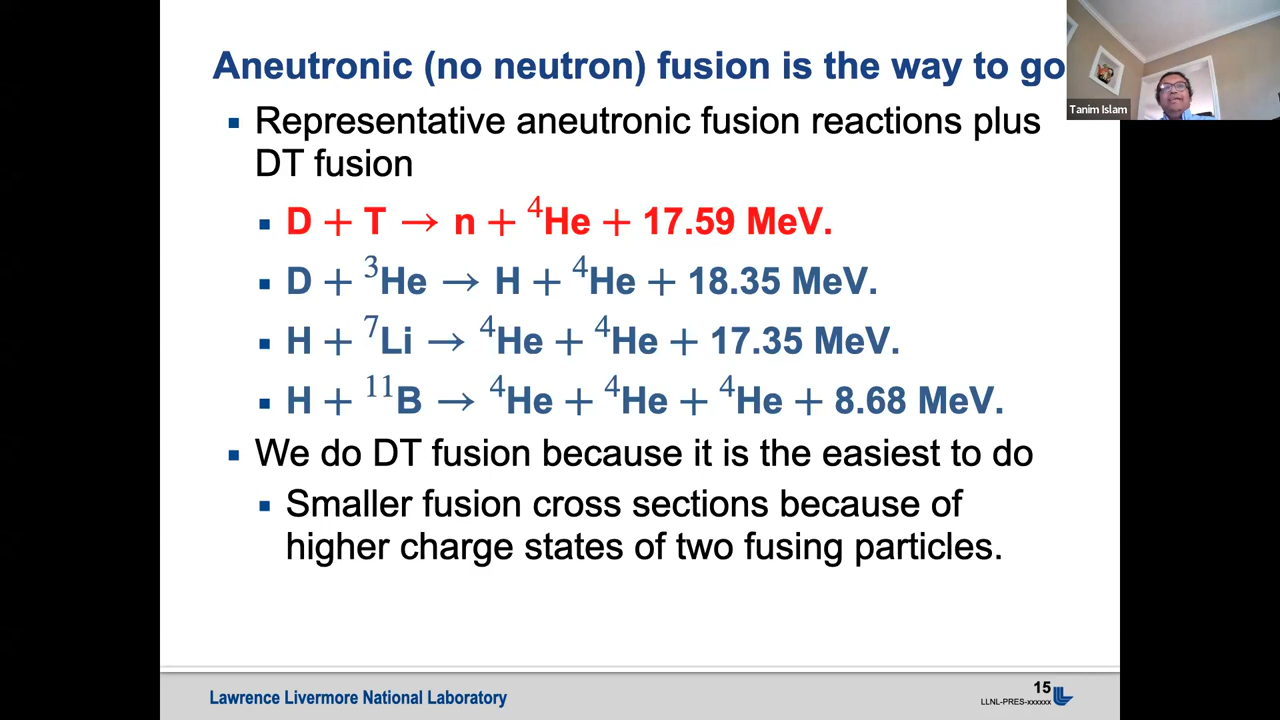 Aneutronic (no neutron) fusion is the way to go
Tanim Islam
▪ Representative aneutronic fusion reactions plus
DT fusion
▪ D + T → n + ⁴He + 17.59 MeV.
▪ D + ³He → H + ⁴He + 18.35 MeV.
▪ H + ⁷Li → ⁴He + ⁴He + 17.35 MeV.
▪ H + ¹¹B → ⁴He + ⁴He + ⁴He + 8.68 MeV.
▪ We do DT fusion because it is the easiest to do
▪ Smaller fusion cross sections because of
higher charge states of two fusing particles.
Lawrence Livermore National Laboratory
15
LLNL-PRES-xxxxxx